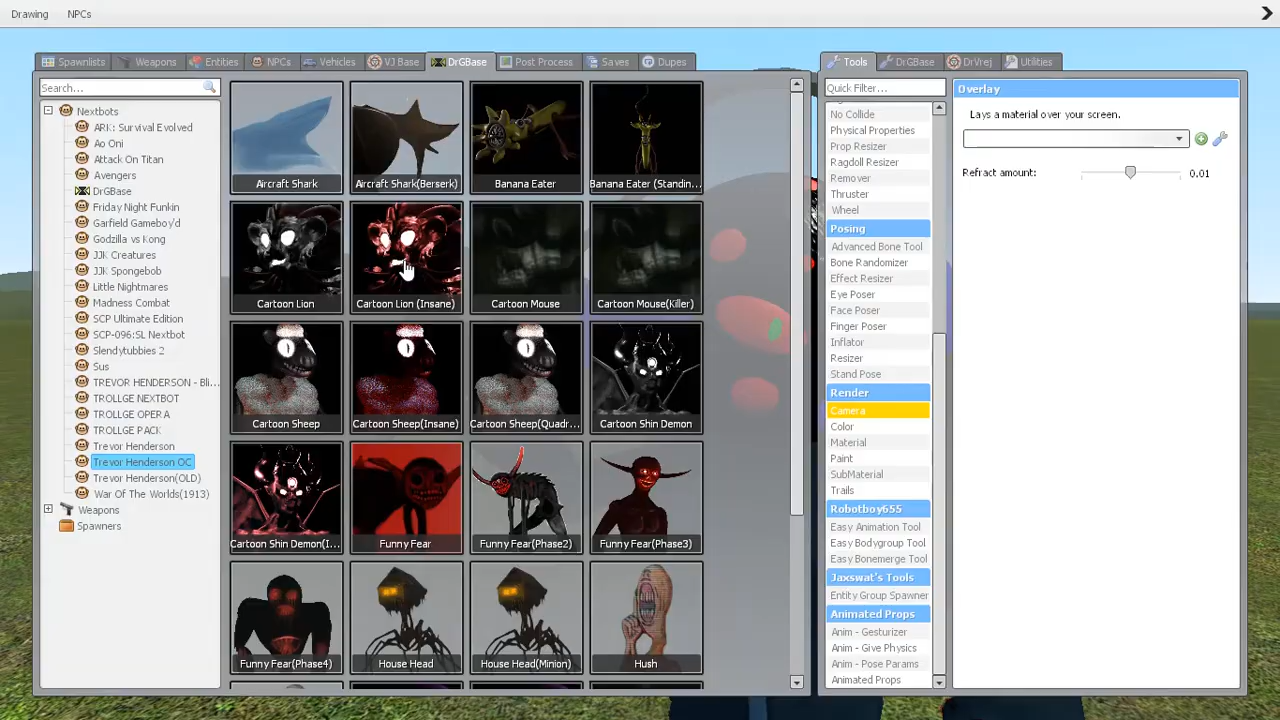 Drawing NPCs
Spawnlists Weapons Entities NPCs Vehicles VJ Base DrGBase Post Process Saves Dupes
Search...
Nextbots
ARK: Survival Evolved
Ao Oni
Attack On Titan
Avengers
DrGBase
Friday Night Funkin
Garfield Gameboy'd
Godzilla vs Kong
JJK Creatures
JJK Spongebob
Little Nightmares
Madness Combat
SCP Ultimate Edition
SCP-096:SL Nextbot
Slendytubbies 2
Sus
TREVOR HENDERSON - Bli...
TROLLGE NEXTBOT
TROLLGE OPERA
TROLLGE PACK
Trevor Henderson
Trevor Henderson OC
Trevor Henderson(OLD)
War Of The Worlds(1913)
Weapons
Spawners
Aircraft Shark Aircraft Shark(Berserk) Banana Eater Banana Eater (Standin...
Cartoon Lion Cartoon Lion (Insane) Cartoon Mouse Cartoon Mouse(Killer)
Cartoon Sheep Cartoon Sheep(Insane) Cartoon Sheep(Quadr... Cartoon Shin Demon
Cartoon Shin Demon(I... Funny Fear Funny Fear(Phase2) Funny Fear(Phase3)
Funny Fear(Phase4) House Head House Head(Minion) Hush
Tools DrGBase DrVrej Utilities
Quick Filter...
No Collide
Physical Properties
Prop Resizer
Ragdoll Resizer
Remover
Thruster
Wheel
Posing
Advanced Bone Tool
Bone Randomizer
Effect Resizer
Eye Poser
Face Poser
Finger Poser
Inflator
Resizer
Stand Pose
Render
Camera
Color
Material
Paint
SubMaterial
Trails
Robotboy655
Easy Animation Tool
Easy Bodygroup Tool
Easy Bonemerge Tool
Jaxswat's Tools
Entity Group Spawner
Animated Props
Anim - Gesturizer
Anim - Give Physics
Anim - Pose Params
Animated Props
Overlay
Lays a material over your screen.
Refract amount: 0.01